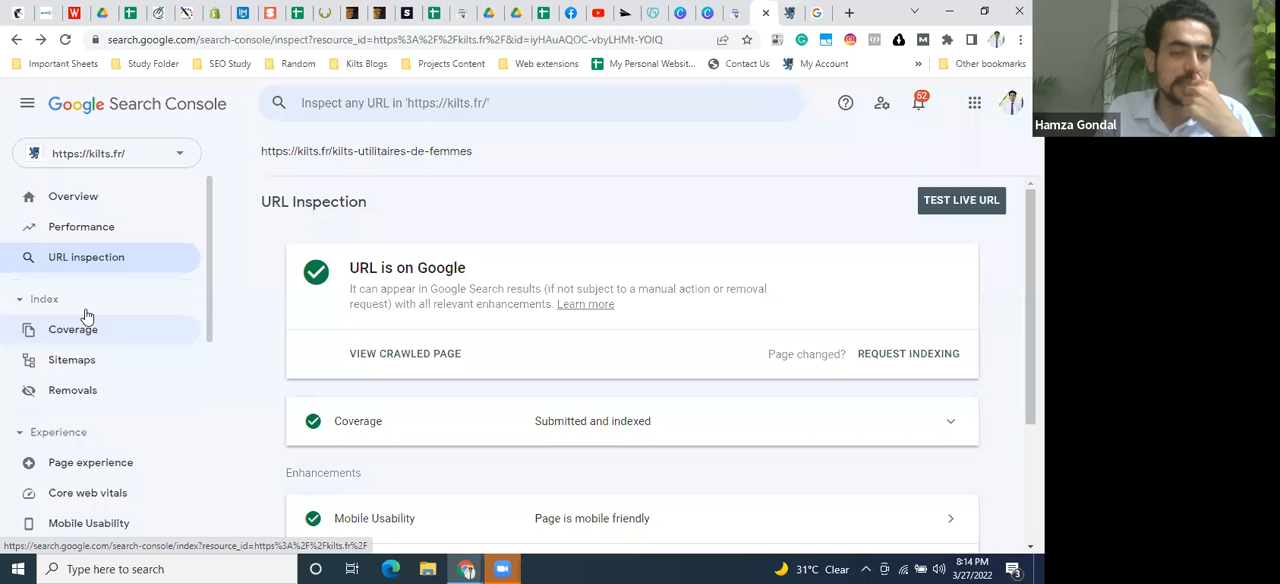 search.google.com/search-console/inspect?resource_id=https%3A%2F%2Fkilts.fr%2F&id=iyHAuAQOC-vbyLHMt-YOIQ
Important Sheets
Study Folder
SEO Study
Random
Kilts Blogs
Projects Content
Web extensions
My Personal Websit...
Contact Us
My Account
»
Other bookmarks
Hamza Gondal
Google Search Console
Inspect any URL in 'https://kilts.fr/'
52
https://kilts.fr/
https://kilts.fr/kilts-utilitaires-de-femmes
Overview
Performance
URL inspection
Index
Coverage
Sitemaps
Removals
Experience
Page experience
Core web vitals
Mobile Usability
URL Inspection
TEST LIVE URL
URL is on Google
It can appear in Google Search results (if not subject to a manual action or removal
request) with all relevant enhancements. Learn more
VIEW CRAWLED PAGE
Page changed?
REQUEST INDEXING
Coverage
Submitted and indexed
Enhancements
Mobile Usability
Page is mobile friendly
https://search.google.com/search-console/index?resource_id=https%3A%2F%2Fkilts.fr%2F
Type here to search
31°C Clear
8:14 PM
3/27/2022
3